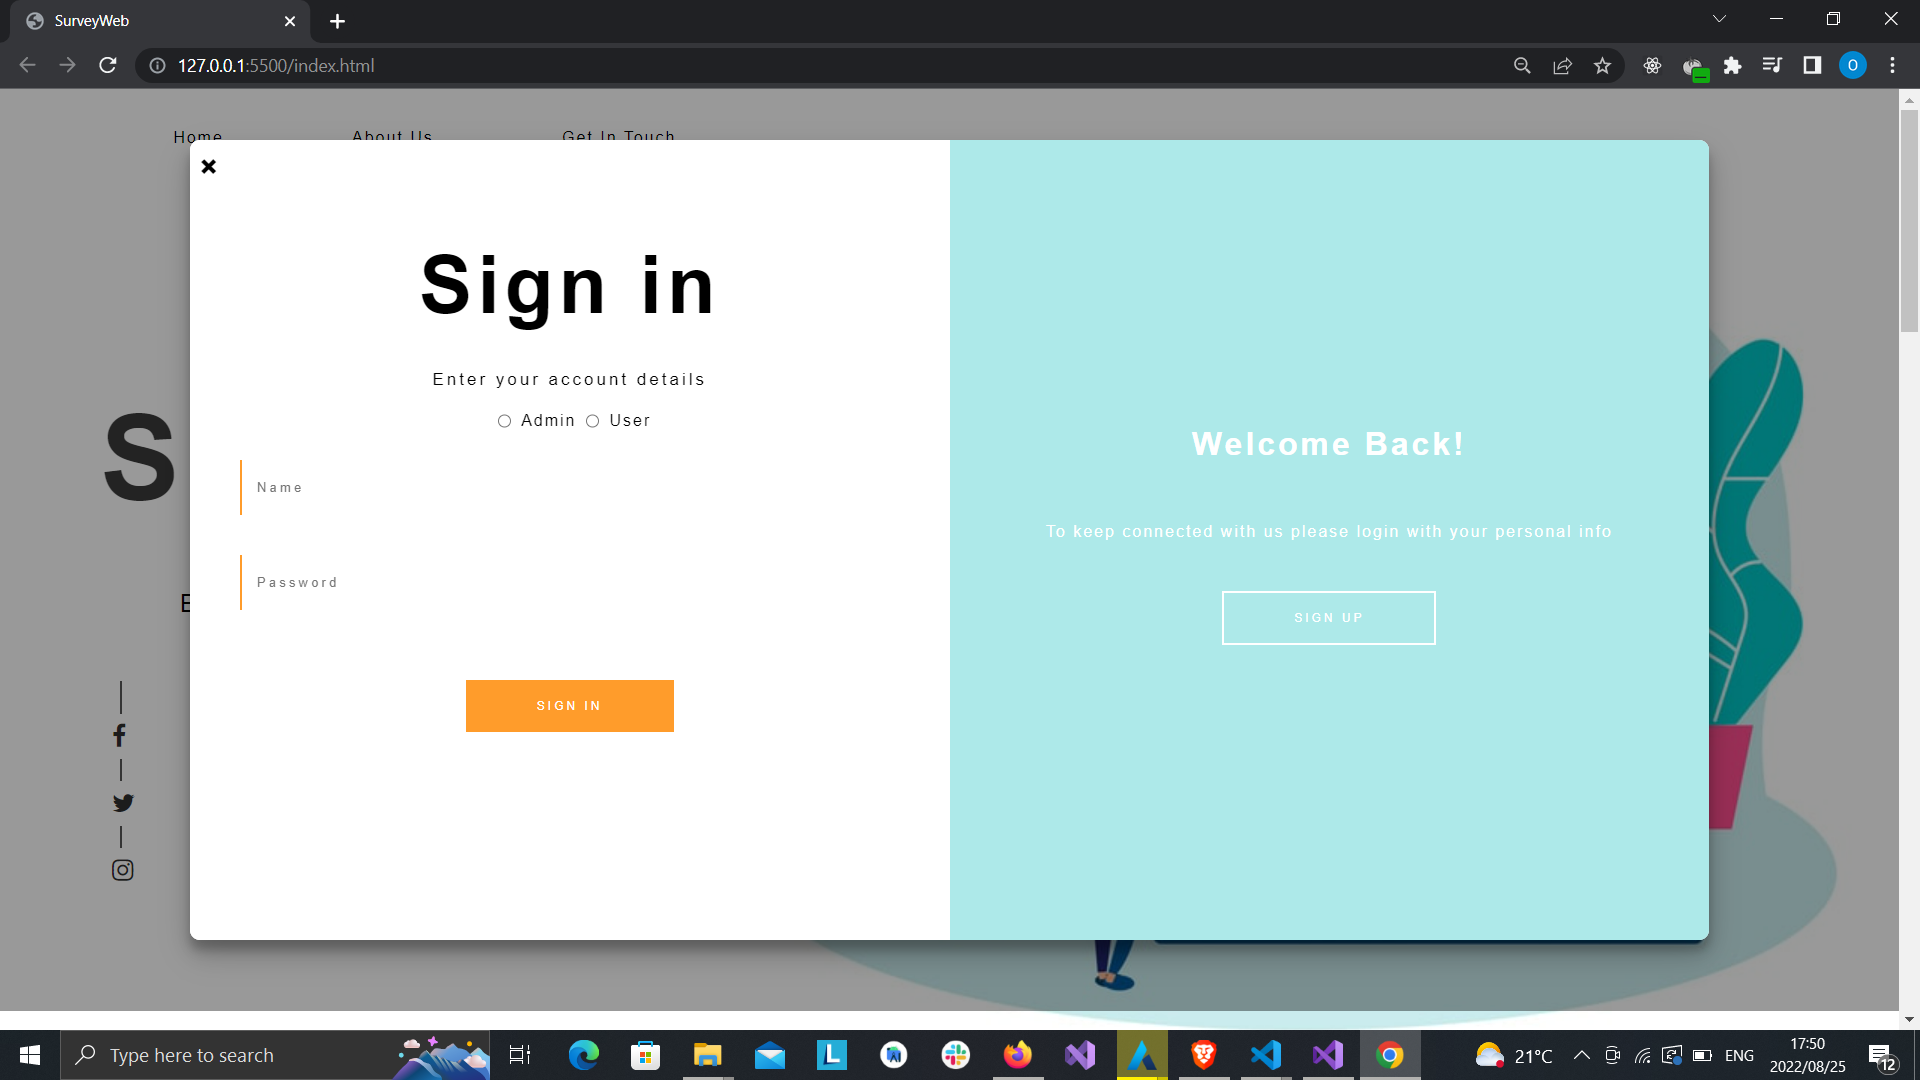 SurveyWeb
127.0.0.1:5500/index.html
O
Home About Us Get In Touch
Sign in
Enter your account details
Admin User
Name
Password
SIGN IN
Welcome Back!
To keep connected with us please login with your personal info
SIGN UP
S
E
Type here to search
L
21°C
ENG
17:50
2022/08/25
12